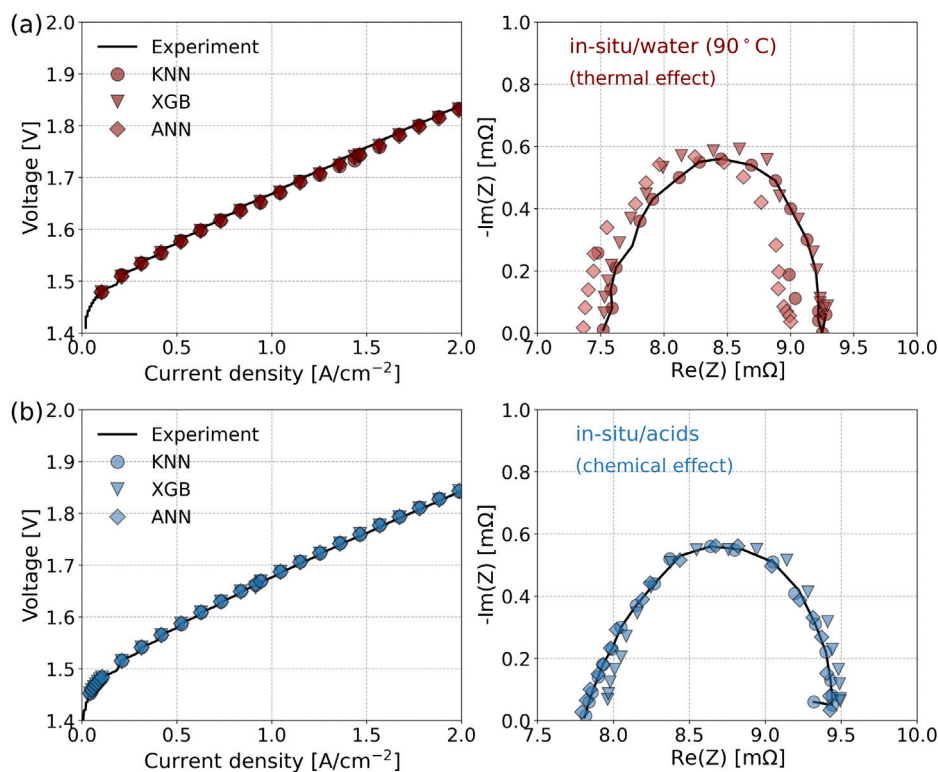 (a)
2.0
1.9
1.8
1.7
1.6
1.5
1.4
Voltage [V]
Experiment
KNN
XGB
ANN
0.0 0.5 1.0 1.5 2.0
Current density [A/cm⁻²]
1.0
0.8
0.6
0.4
0.2
0.0
-Im(Z) [mΩ]
in-situ/water (90°C)
(thermal effect)
7.0 7.5 8.0 8.5 9.0 9.5 10.0
Re(Z) [mΩ]
(b)
2.0
1.9
1.8
1.7
1.6
1.5
1.4
Voltage [V]
Experiment
KNN
XGB
ANN
0.0 0.5 1.0 1.5 2.0
Current density [A/cm⁻²]
1.0
0.8
0.6
0.4
0.2
0.0
-Im(Z) [mΩ]
in-situ/acids
(chemical effect)
7.5 8.0 8.5 9.0 9.5 10.0
Re(Z) [mΩ]